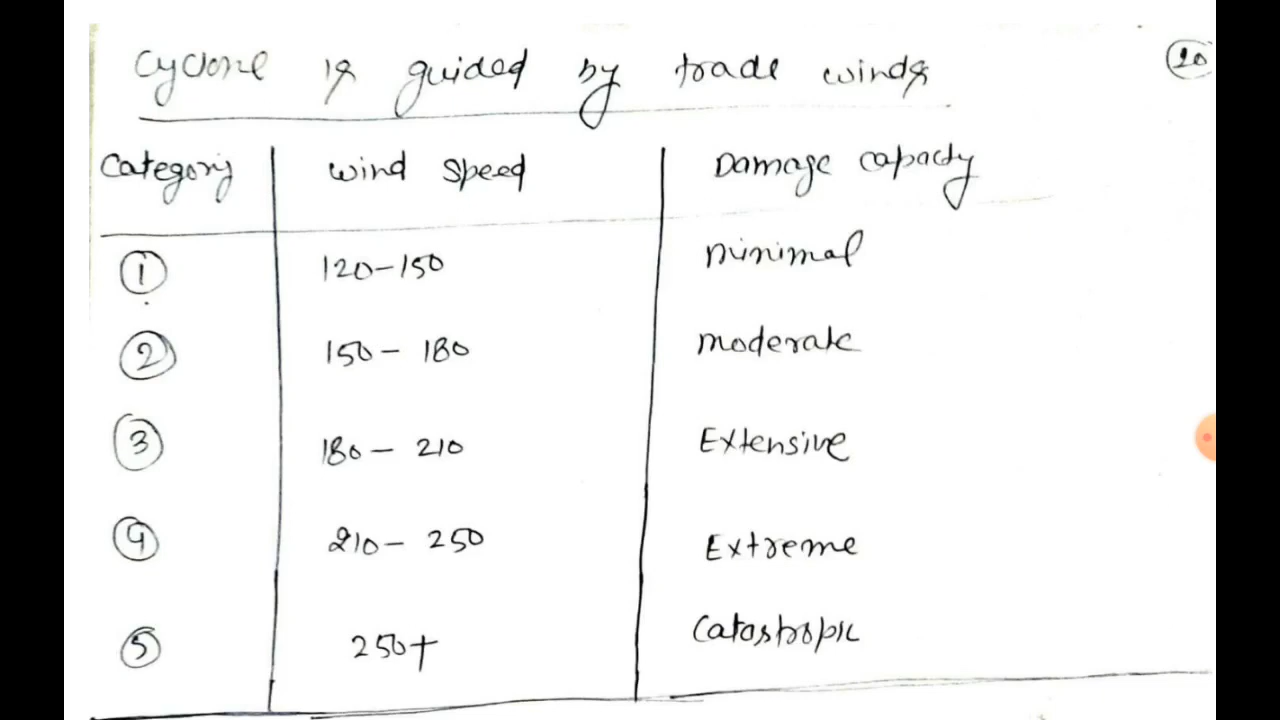 Cyclone is guided by trade winds
20
Category wind speed Damage capacty
1 120-150 minimal
2 150-180 moderate
3 180-210 Extensive
4 210-250 Extreme
5 250+ Catastropic